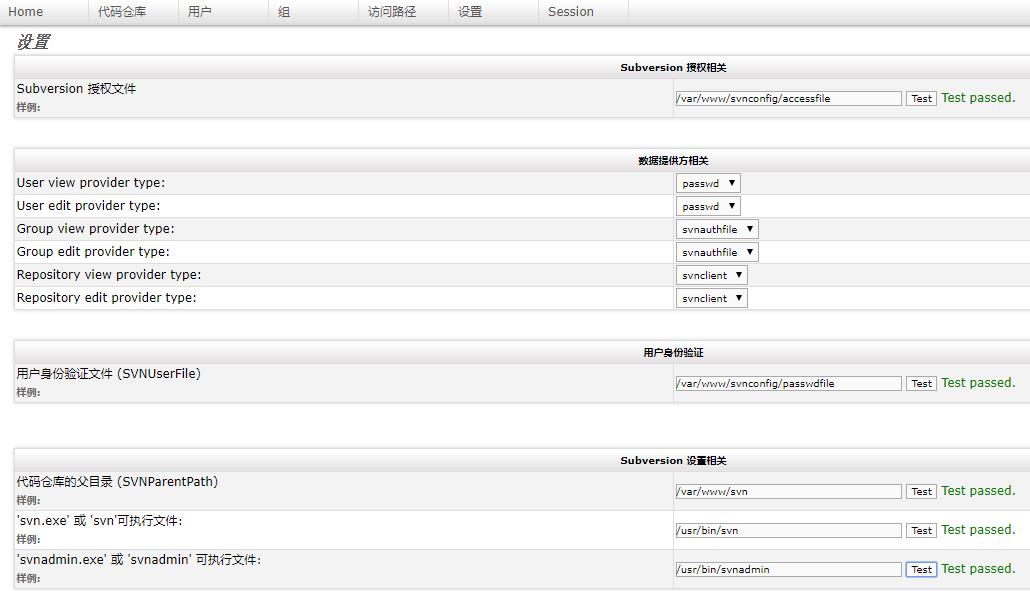 Home 代码仓库 用户 组 访问路径 设置 Session
设置
Subversion 授权相关
Subversion 授权文件
样例:
/var/www/svnconfig/accessfile Test Test passed.
数据提供方相关
User view provider type: passwd
User edit provider type: passwd
Group view provider type: svnauthfile
Group edit provider type: svnauthfile
Repository view provider type: svnclient
Repository edit provider type: svnclient
用户身份验证
用户身份验证文件 (SVNUserFile)
样例:
/var/www/svnconfig/passwdfile Test Test passed.
Subversion 设置相关
代码仓库的父目录 (SVNParentPath)
样例:
/var/www/svn Test Test passed.
'svn.exe' 或 'svn'可执行文件:
样例:
/usr/bin/svn Test Test passed.
'svnadmin.exe' 或 'svnadmin' 可执行文件:
样例:
/usr/bin/svnadmin Test Test passed.